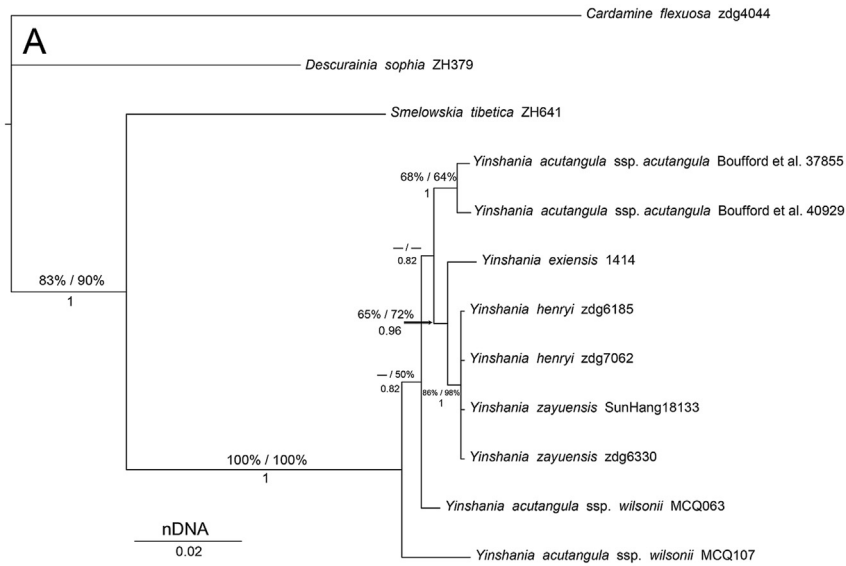 Cardamine flexuosa zdg4044
A
Descurainia sophia ZH379
Smelowskia tibetica ZH641
Yinshania acutangula ssp. acutangula Boufford et al. 37855
68% / 64%
1
Yinshania acutangula ssp. acutangula Boufford et al. 40929
— / —
0.82
Yinshania exiensis 1414
83% / 90%
1
65% / 72%
0.96
Yinshania henryi zdg6185
Yinshania henryi zdg7062
— / 50%
0.82
86% / 98%
1
Yinshania zayuensis SunHang18133
100% / 100%
1
Yinshania zayuensis zdg6330
Yinshania acutangula ssp. wilsonii MCQ063
nDNA
0.02
Yinshania acutangula ssp. wilsonii MCQ107